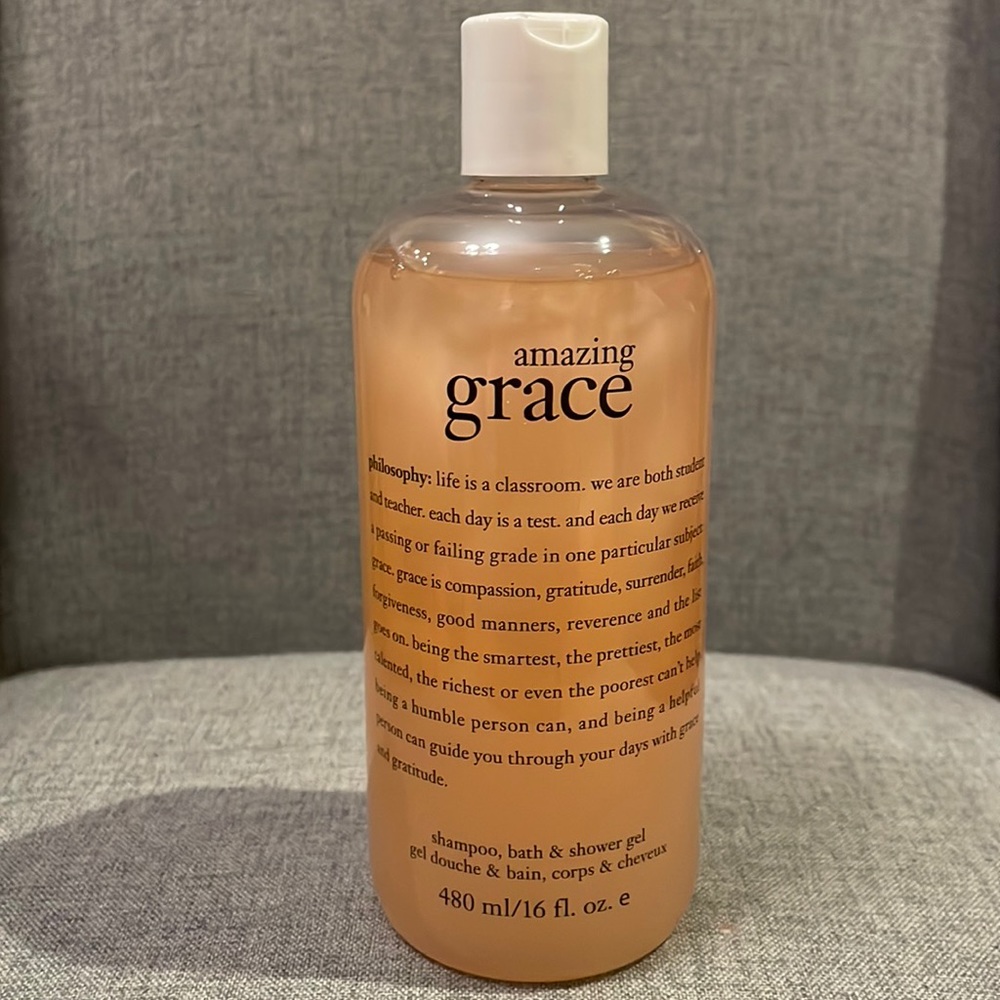 amazing
grace
philosophy: life is a classroom. we are both student
and teacher. each day is a test. and each day we receive
a passing or failing grade in one particular subject:
grace. grace is compassion, gratitude, surrender, faith,
forgiveness, good manners, reverence and the list
goes on. being the smartest, the prettiest, the most
talented, the richest or even the poorest can't help.
being a humble person can, and being a helpful
person can guide you through your days with grace
and gratitude.
shampoo, bath & shower gel
gel douche & bain, corps & cheveux
480 ml/16 fl. oz. e